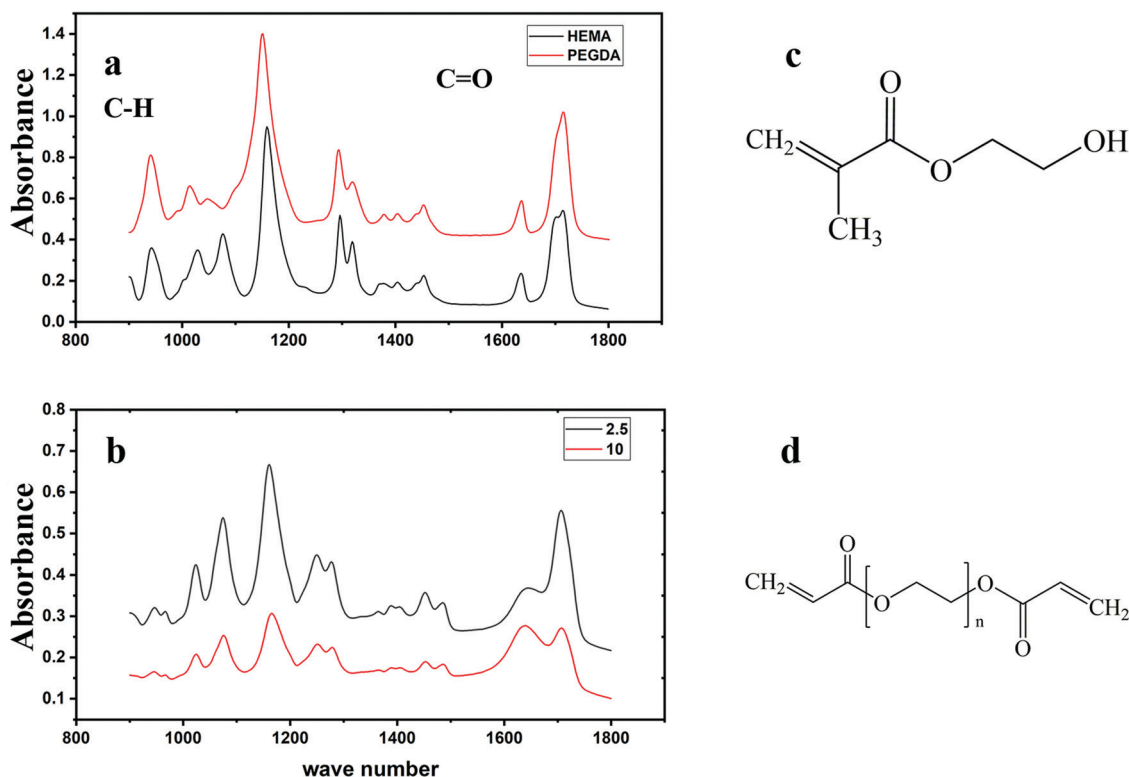 a
C-H
C=O
HEMA
PEGDA
Absorbance
1.4
1.2
1.0
0.8
0.6
0.4
0.2
0.0
800 1000 1200 1400 1600 1800
c
O
CH2
O
OH
CH3
b
2.5
10
Absorbance
0.8
0.7
0.6
0.5
0.4
0.3
0.2
0.1
800 1000 1200 1400 1600 1800
wave number
d
O
CH2
O
n
O
O
CH2